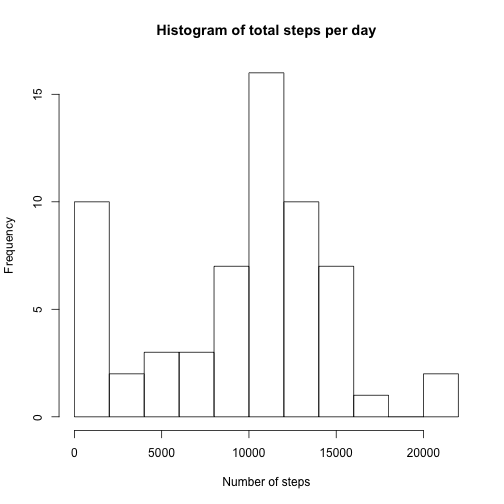 Histogram of total steps per day
Frequency
15
10
5
0
0 5000 10000 15000 20000
Number of steps